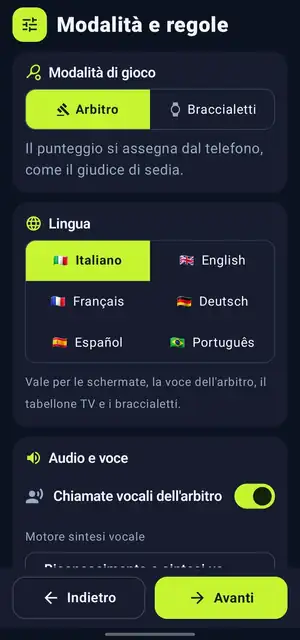 Modalità e regole
Modalità di gioco
Arbitro
Braccialetti
Il punteggio si assegna dal telefono,
come il giudice di sedia.
Lingua
Italiano
English
Français
Deutsch
Español
Português
Vale per le schermate, la voce dell'arbitro, il
tabellone TV e i braccialetti.
Audio e voce
Chiamate vocali dell'arbitro
Motore sintesi vocale
Indietro
Avanti